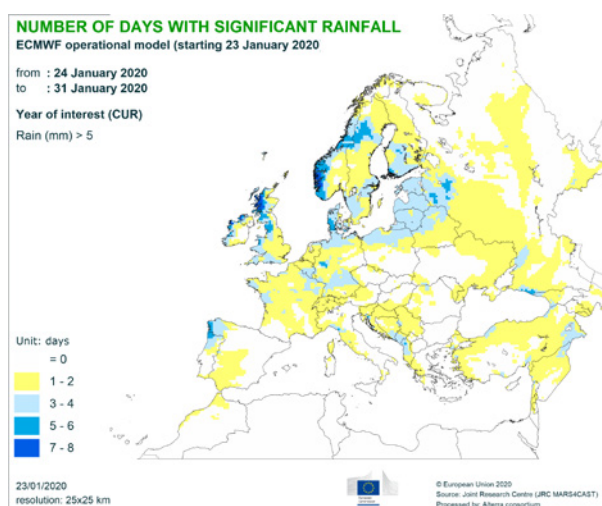 NUMBER OF DAYS WITH SIGNIFICANT RAINFALL
ECMWF operational model (starting 23 January 2020
from : 24 January 2020
to : 31 January 2020
Year of interest (CUR)
Rain (mm) > 5
Unit: days
= 0
1 - 2
3 - 4
5 - 6
7 - 8
23/01/2020
resolution: 25x25 km
© European Union 2020
Source: Joint Research Centre (JRC MARS4CAST)
Processed by: Alterra consortium